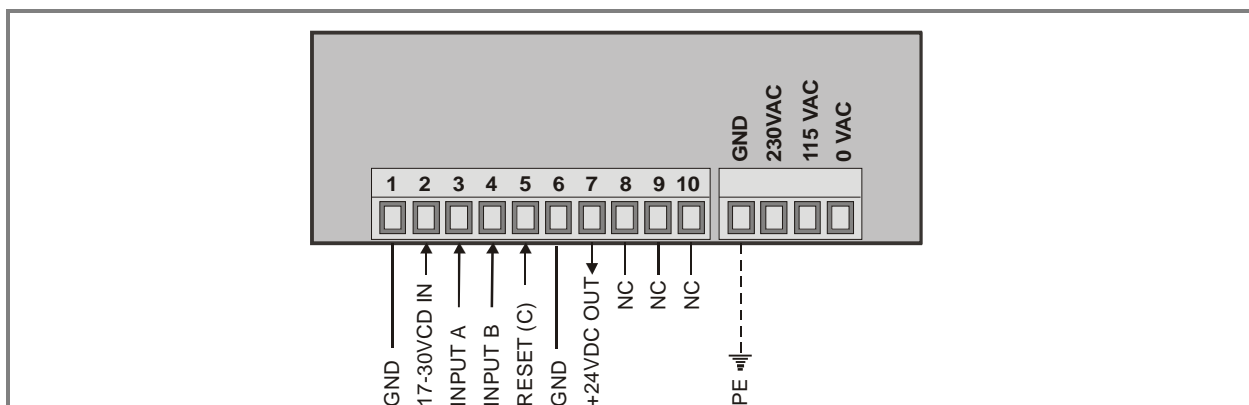 GND
230VAC
115 VAC
0 VAC
1 2 3 4 5 6 7 8 9 10
GND
17-30VCD IN
INPUT A
INPUT B
RESET (C)
GND
+24VDC OUT
NC
NC
NC
PE